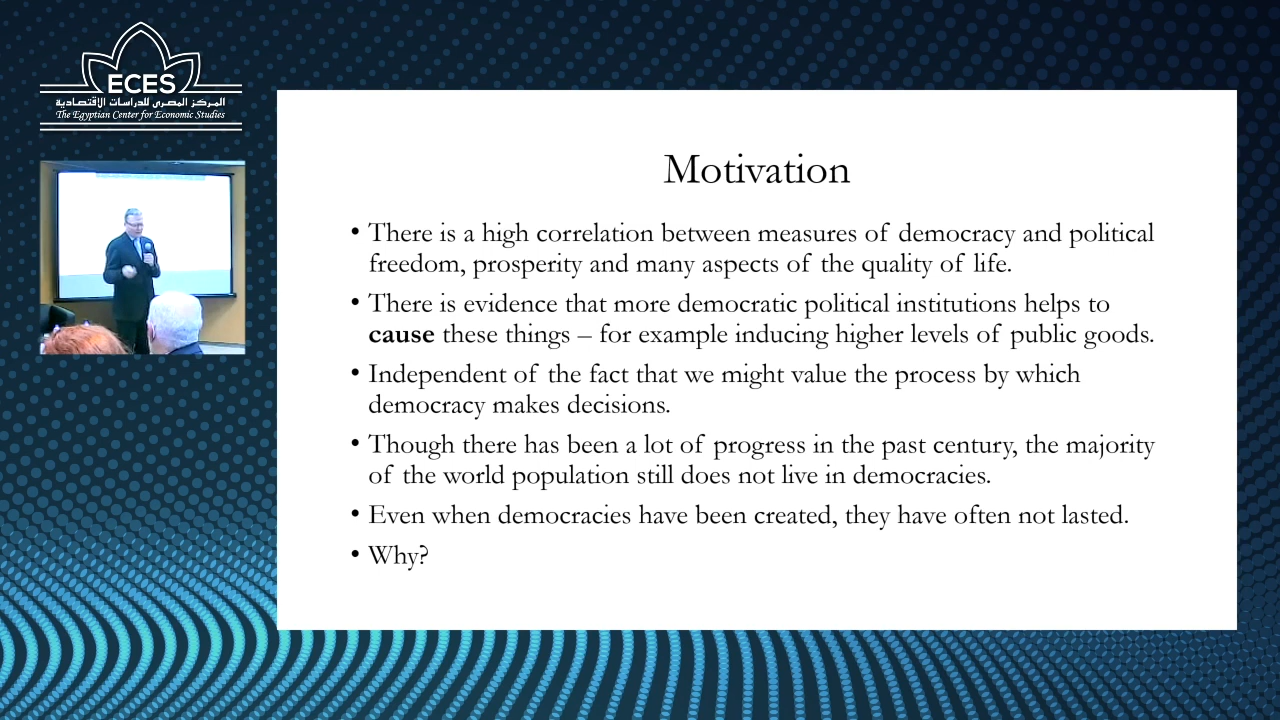 ECES
المركز المصرى للدراسات الاقتصادية
The Egyptian Center for Economic Studies
Motivation
• There is a high correlation between measures of democracy and political
freedom, prosperity and many aspects of the quality of life.
• There is evidence that more democratic political institutions helps to
cause these things – for example inducing higher levels of public goods.
• Independent of the fact that we might value the process by which
democracy makes decisions.
• Though there has been a lot of progress in the past century, the majority
of the world population still does not live in democracies.
• Even when democracies have been created, they have often not lasted.
• Why?